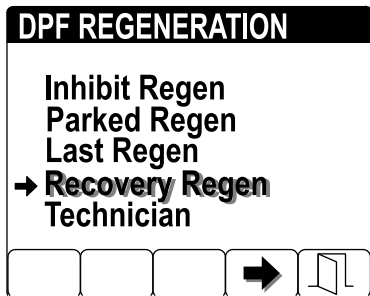 DPF REGENERATION
Inhibit Regen
Parked Regen
Last Regen
Recovery Regen
Technician